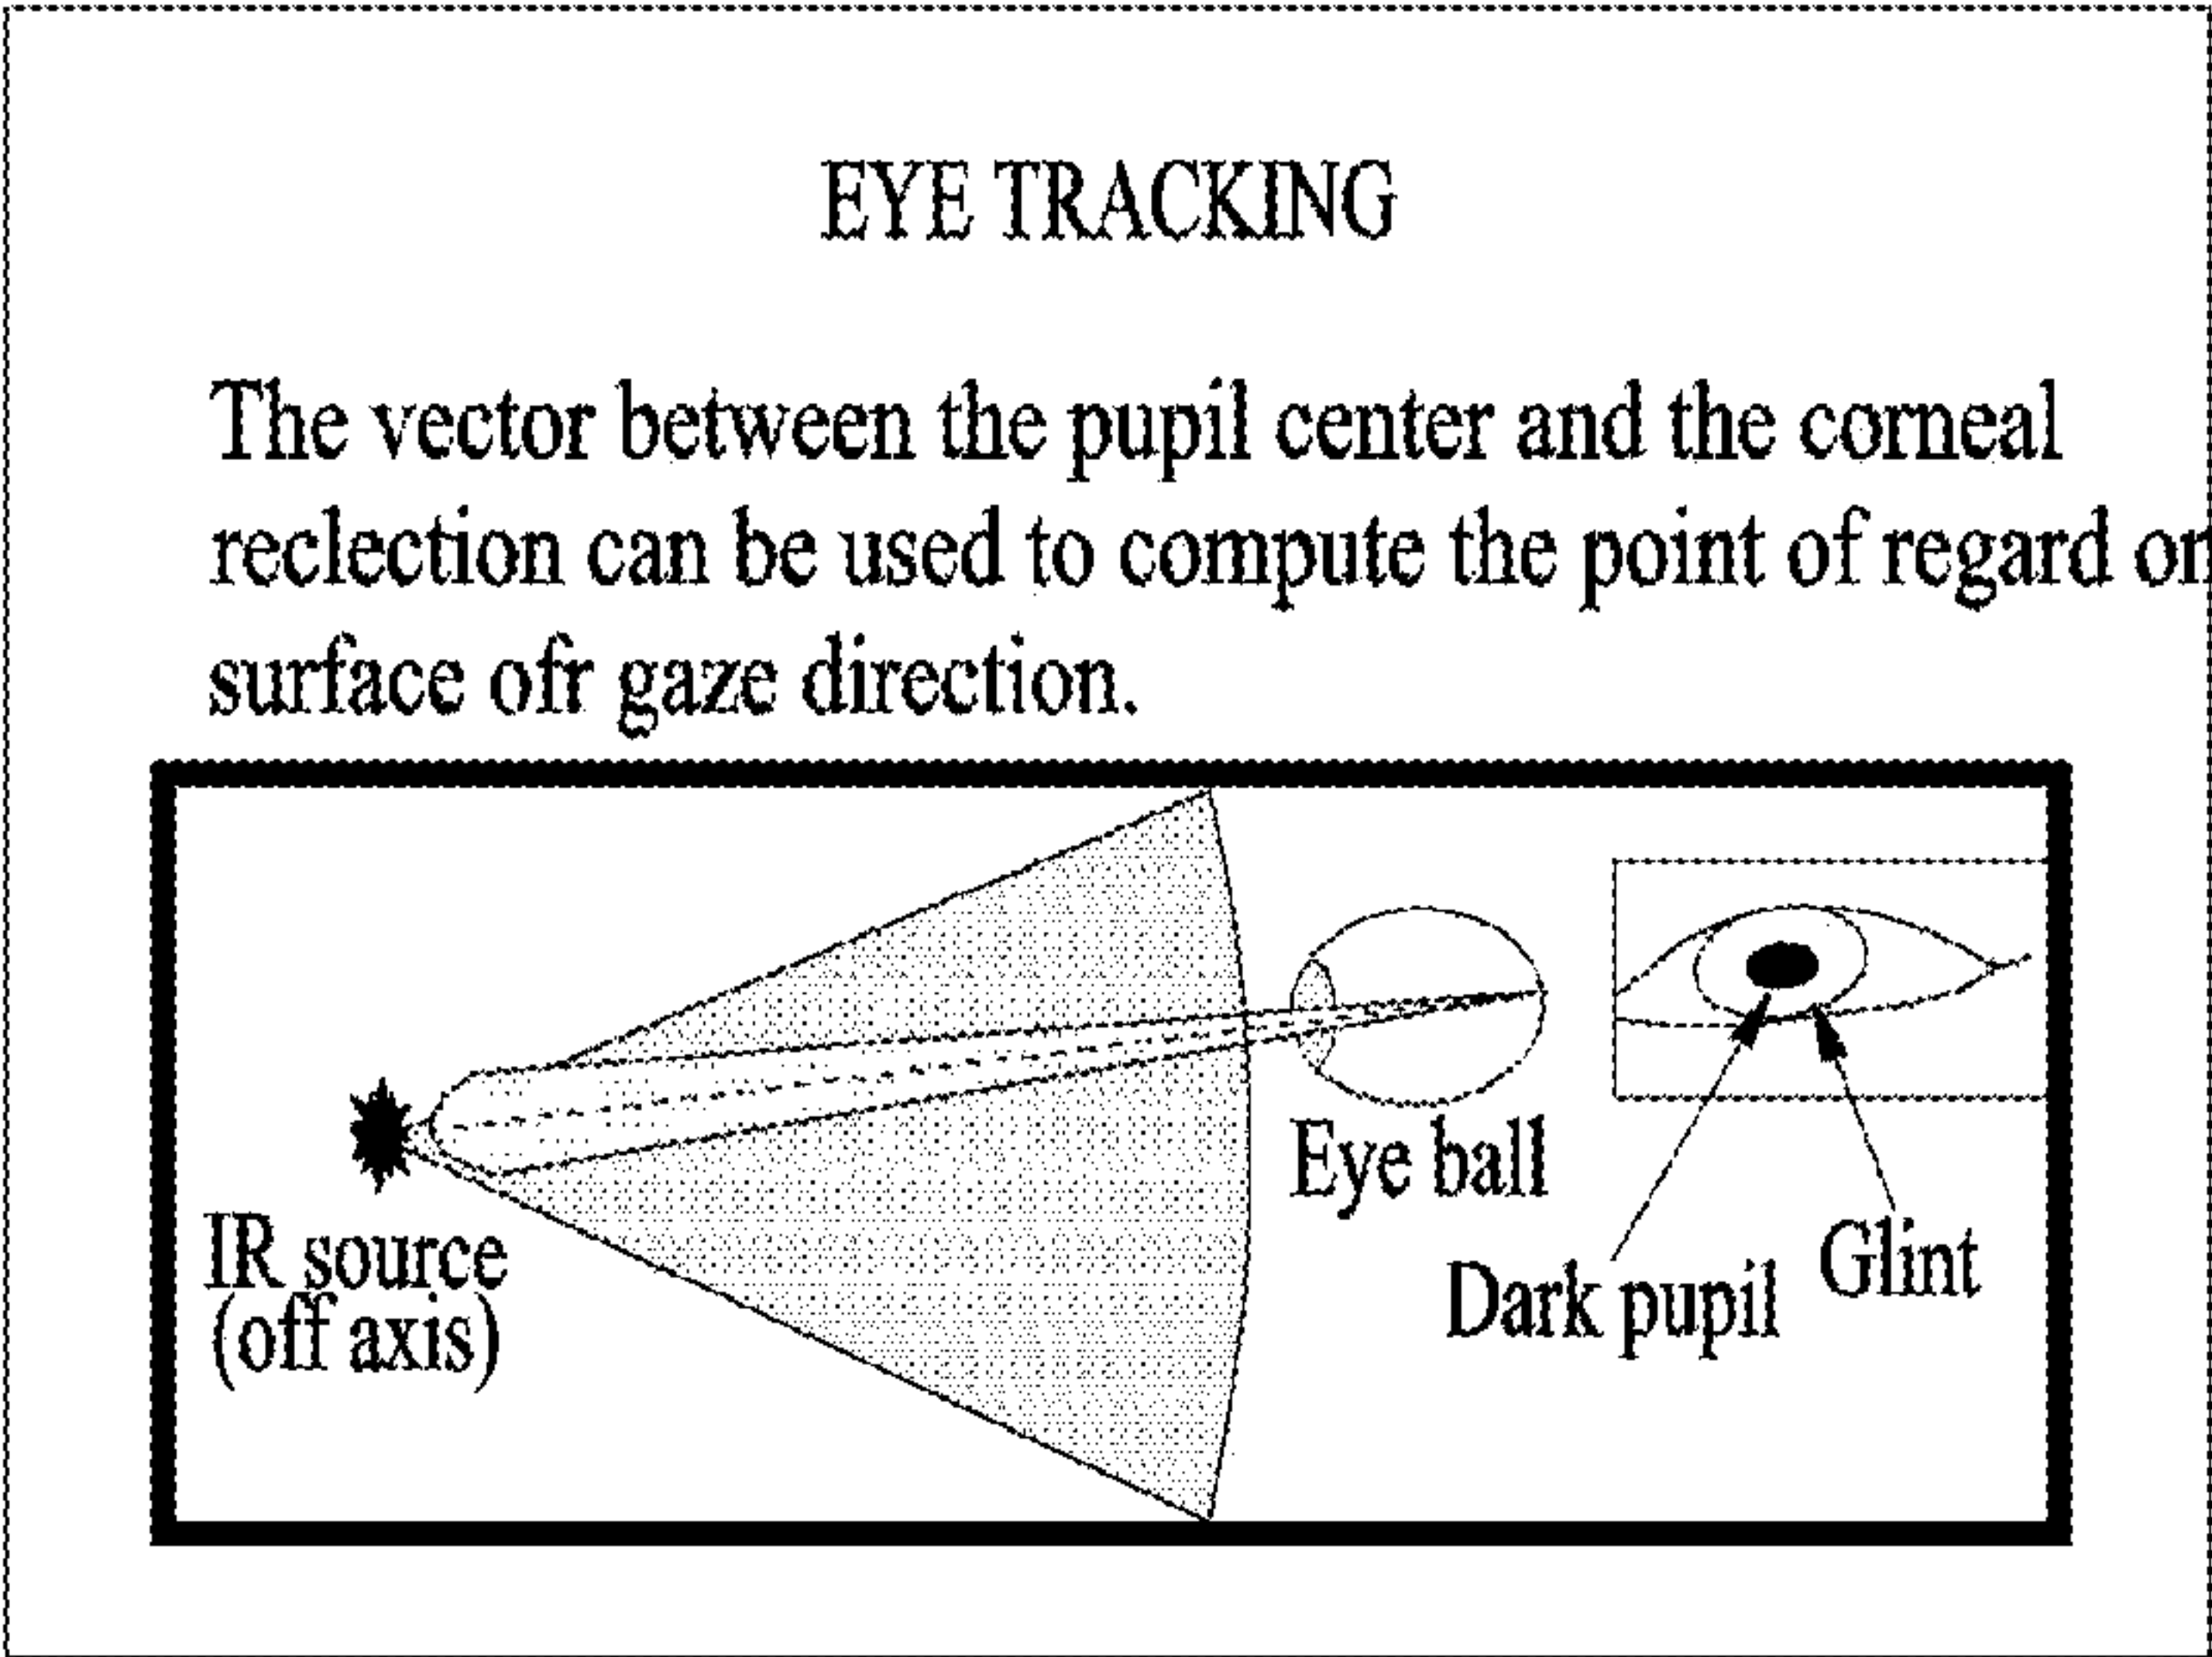 EYE TRACKING
The vector between the pupil center and the corneal
reclection can be used to compute the point of regard on
surface ofr gaze direction.
Eye ball
IR source
(off axis)
Dark pupil
Glint